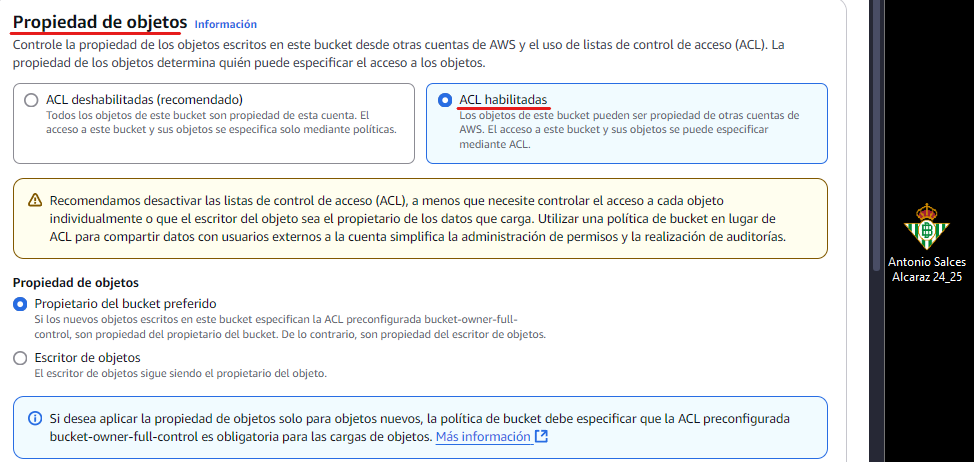 Propiedad de objetos Información
Controle la propiedad de los objetos escritos en este bucket desde otras cuentas de AWS y el uso de listas de control de acceso (ACL). La
propiedad de los objetos determina quién puede especificar el acceso a los objetos.
ACL deshabilitadas (recomendado)
Todos los objetos de este bucket son propiedad de esta cuenta. El
acceso a este bucket y sus objetos se especifica solo mediante políticas.
ACL habilitadas
Los objetos de este bucket pueden ser propiedad de otras cuentas de
AWS. El acceso a este bucket y sus objetos se puede especificar
mediante ACL.
Recomendamos desactivar las listas de control de acceso (ACL), a menos que necesite controlar el acceso a cada objeto
individualmente o que el escritor del objeto sea el propietario de los datos que carga. Utilizar una política de bucket en lugar de
ACL para compartir datos con usuarios externos a la cuenta simplifica la administración de permisos y la realización de auditorías.
Propiedad de objetos
Propietario del bucket preferido
Si los nuevos objetos escritos en este bucket especifican la ACL preconfigurada bucket-owner-full-
control, son propiedad del propietario del bucket. De lo contrario, son propiedad del escritor de objetos.
Escritor de objetos
El escritor de objetos sigue siendo el propietario del objeto.
Si desea aplicar la propiedad de objetos solo para objetos nuevos, la política de bucket debe especificar que la ACL preconfigurada
bucket-owner-full-control es obligatoria para las cargas de objetos. Más información
Antonio Salces
Alcaraz 24_25